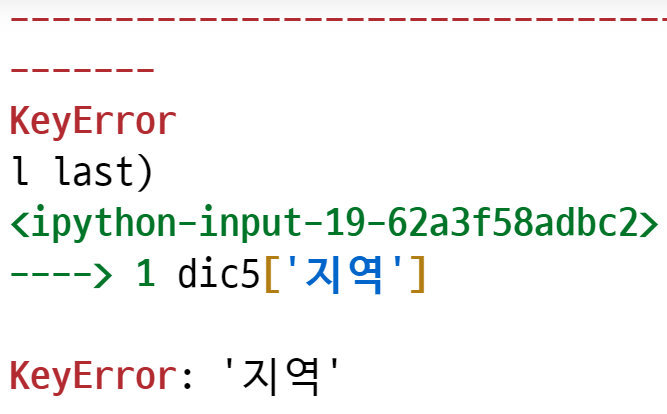 -------------------------------
-------
KeyError
l last)
<ipython-input-19-62a3f58adbc2>
----> 1 dic5['지역']
KeyError: '지역'